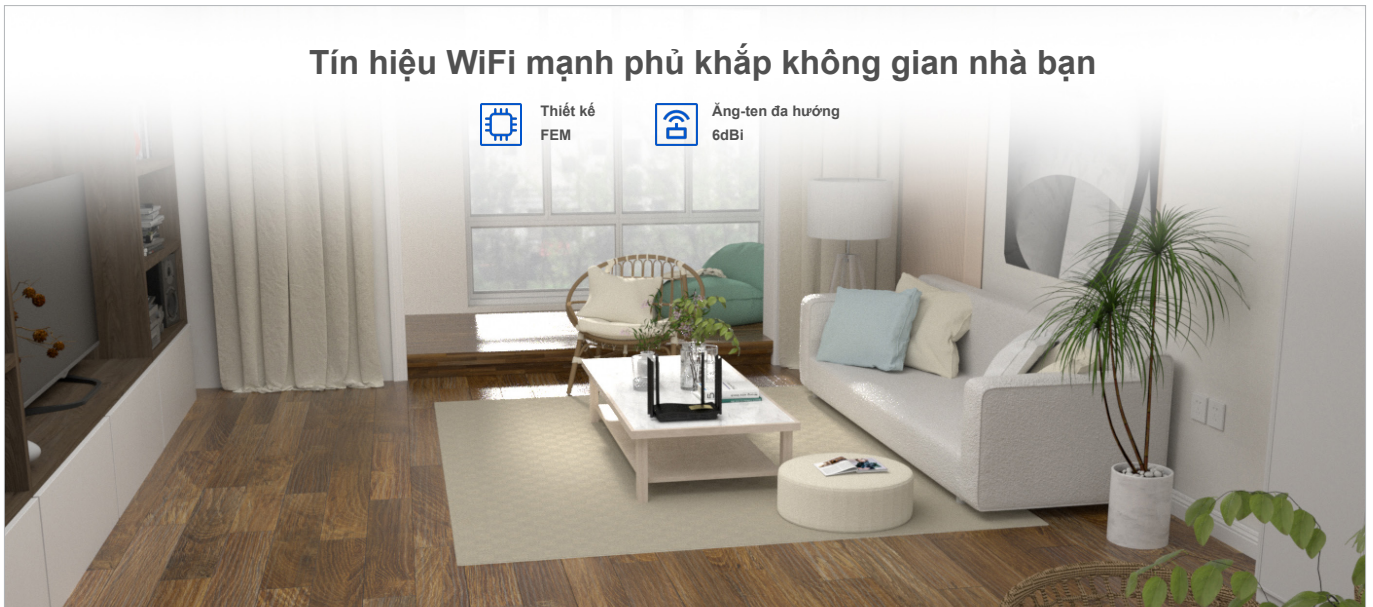 Tín hiệu WiFi mạnh phủ khắp không gian nhà bạn
Thiết kế
FEM
Ăng-ten đa hướng
6dBi